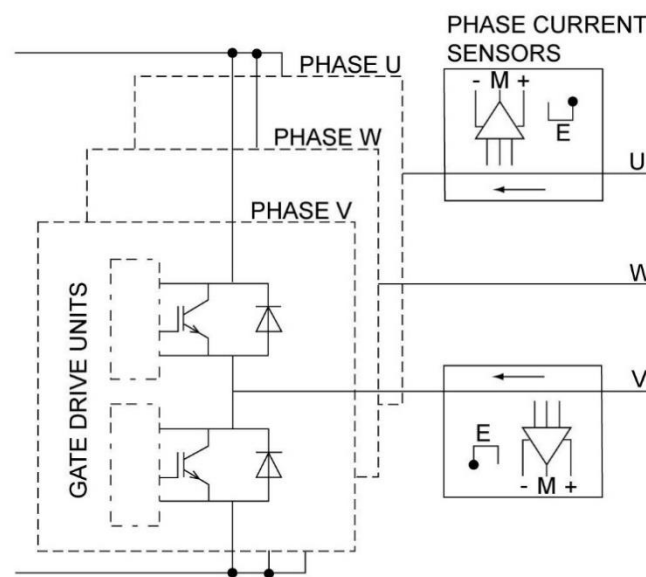 PHASE CURRENT
SENSORS
PHASE U
- M +
E
PHASE W
U
PHASE V
W
GATE DRIVE UNITS
V
E
- M +